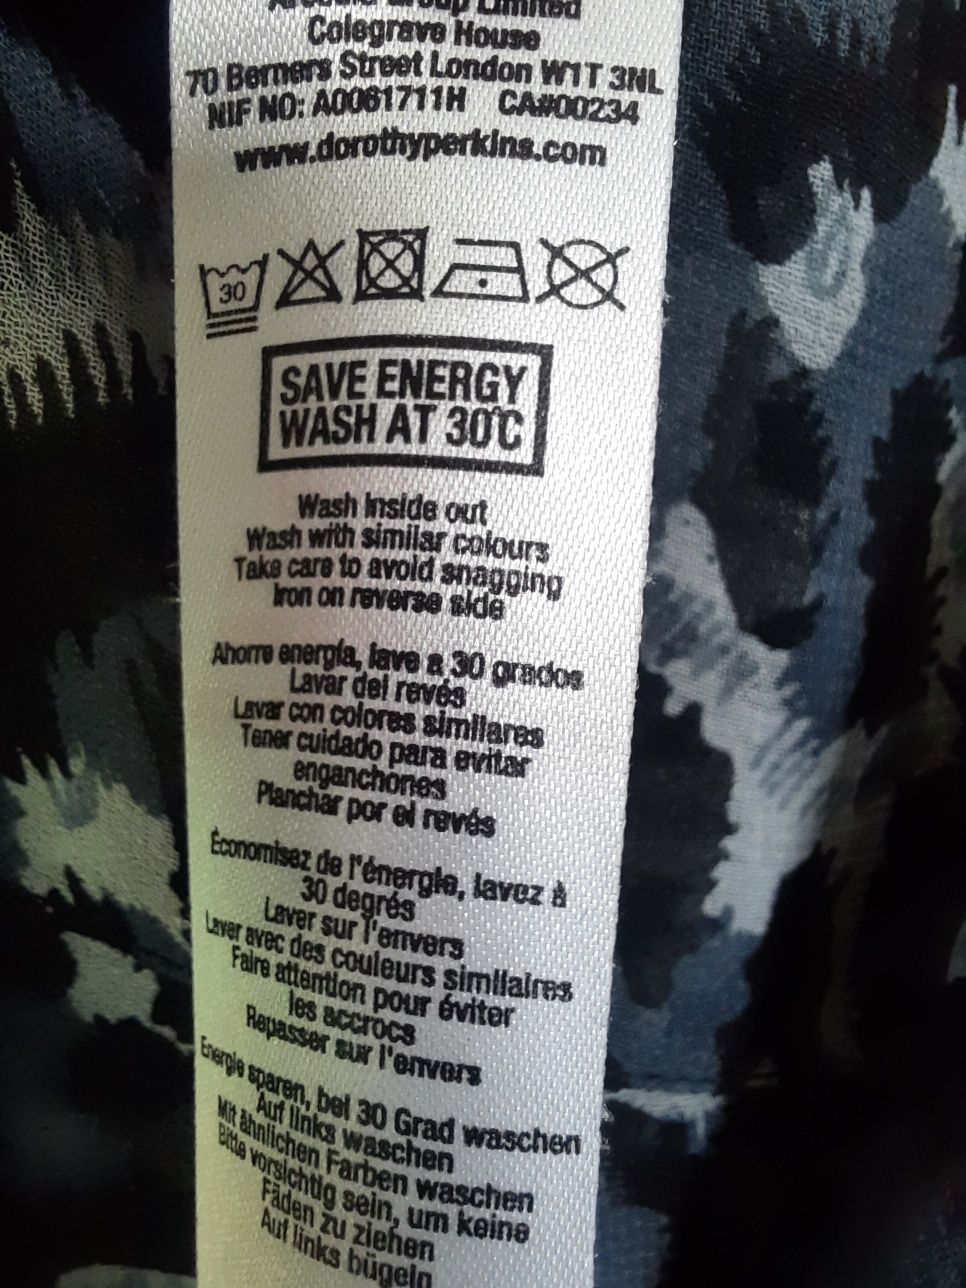 Arcadia Group Limited
Colegrave House
70 Berners Street London W1T 3NL
NIF NO: A0061711H CA#00234
www.dorothyperkins.com
30
SAVE ENERGY
WASH AT 30°C
Wash inside out
Wash with similar colours
Take care to avoid snagging
Iron on reverse side
Ahorre energía, lave a 30 grados
Lavar del revés
Lavar con colores similares
Tener cuidado para evitar
enganchones
Planchar por el revés
Économisez de l'énergie, lavez à
30 degrés
Laver sur l'envers
Laver avec des couleurs similaires
Faire attention pour éviter
les accrocs
Repasser sur l'envers
Energie sparen, bei 30 Grad waschen
Auf links waschen
Mit ähnlichen Farben waschen
Bitte vorsichtig sein, um keine
Fäden zu ziehen
Auf links bügeln